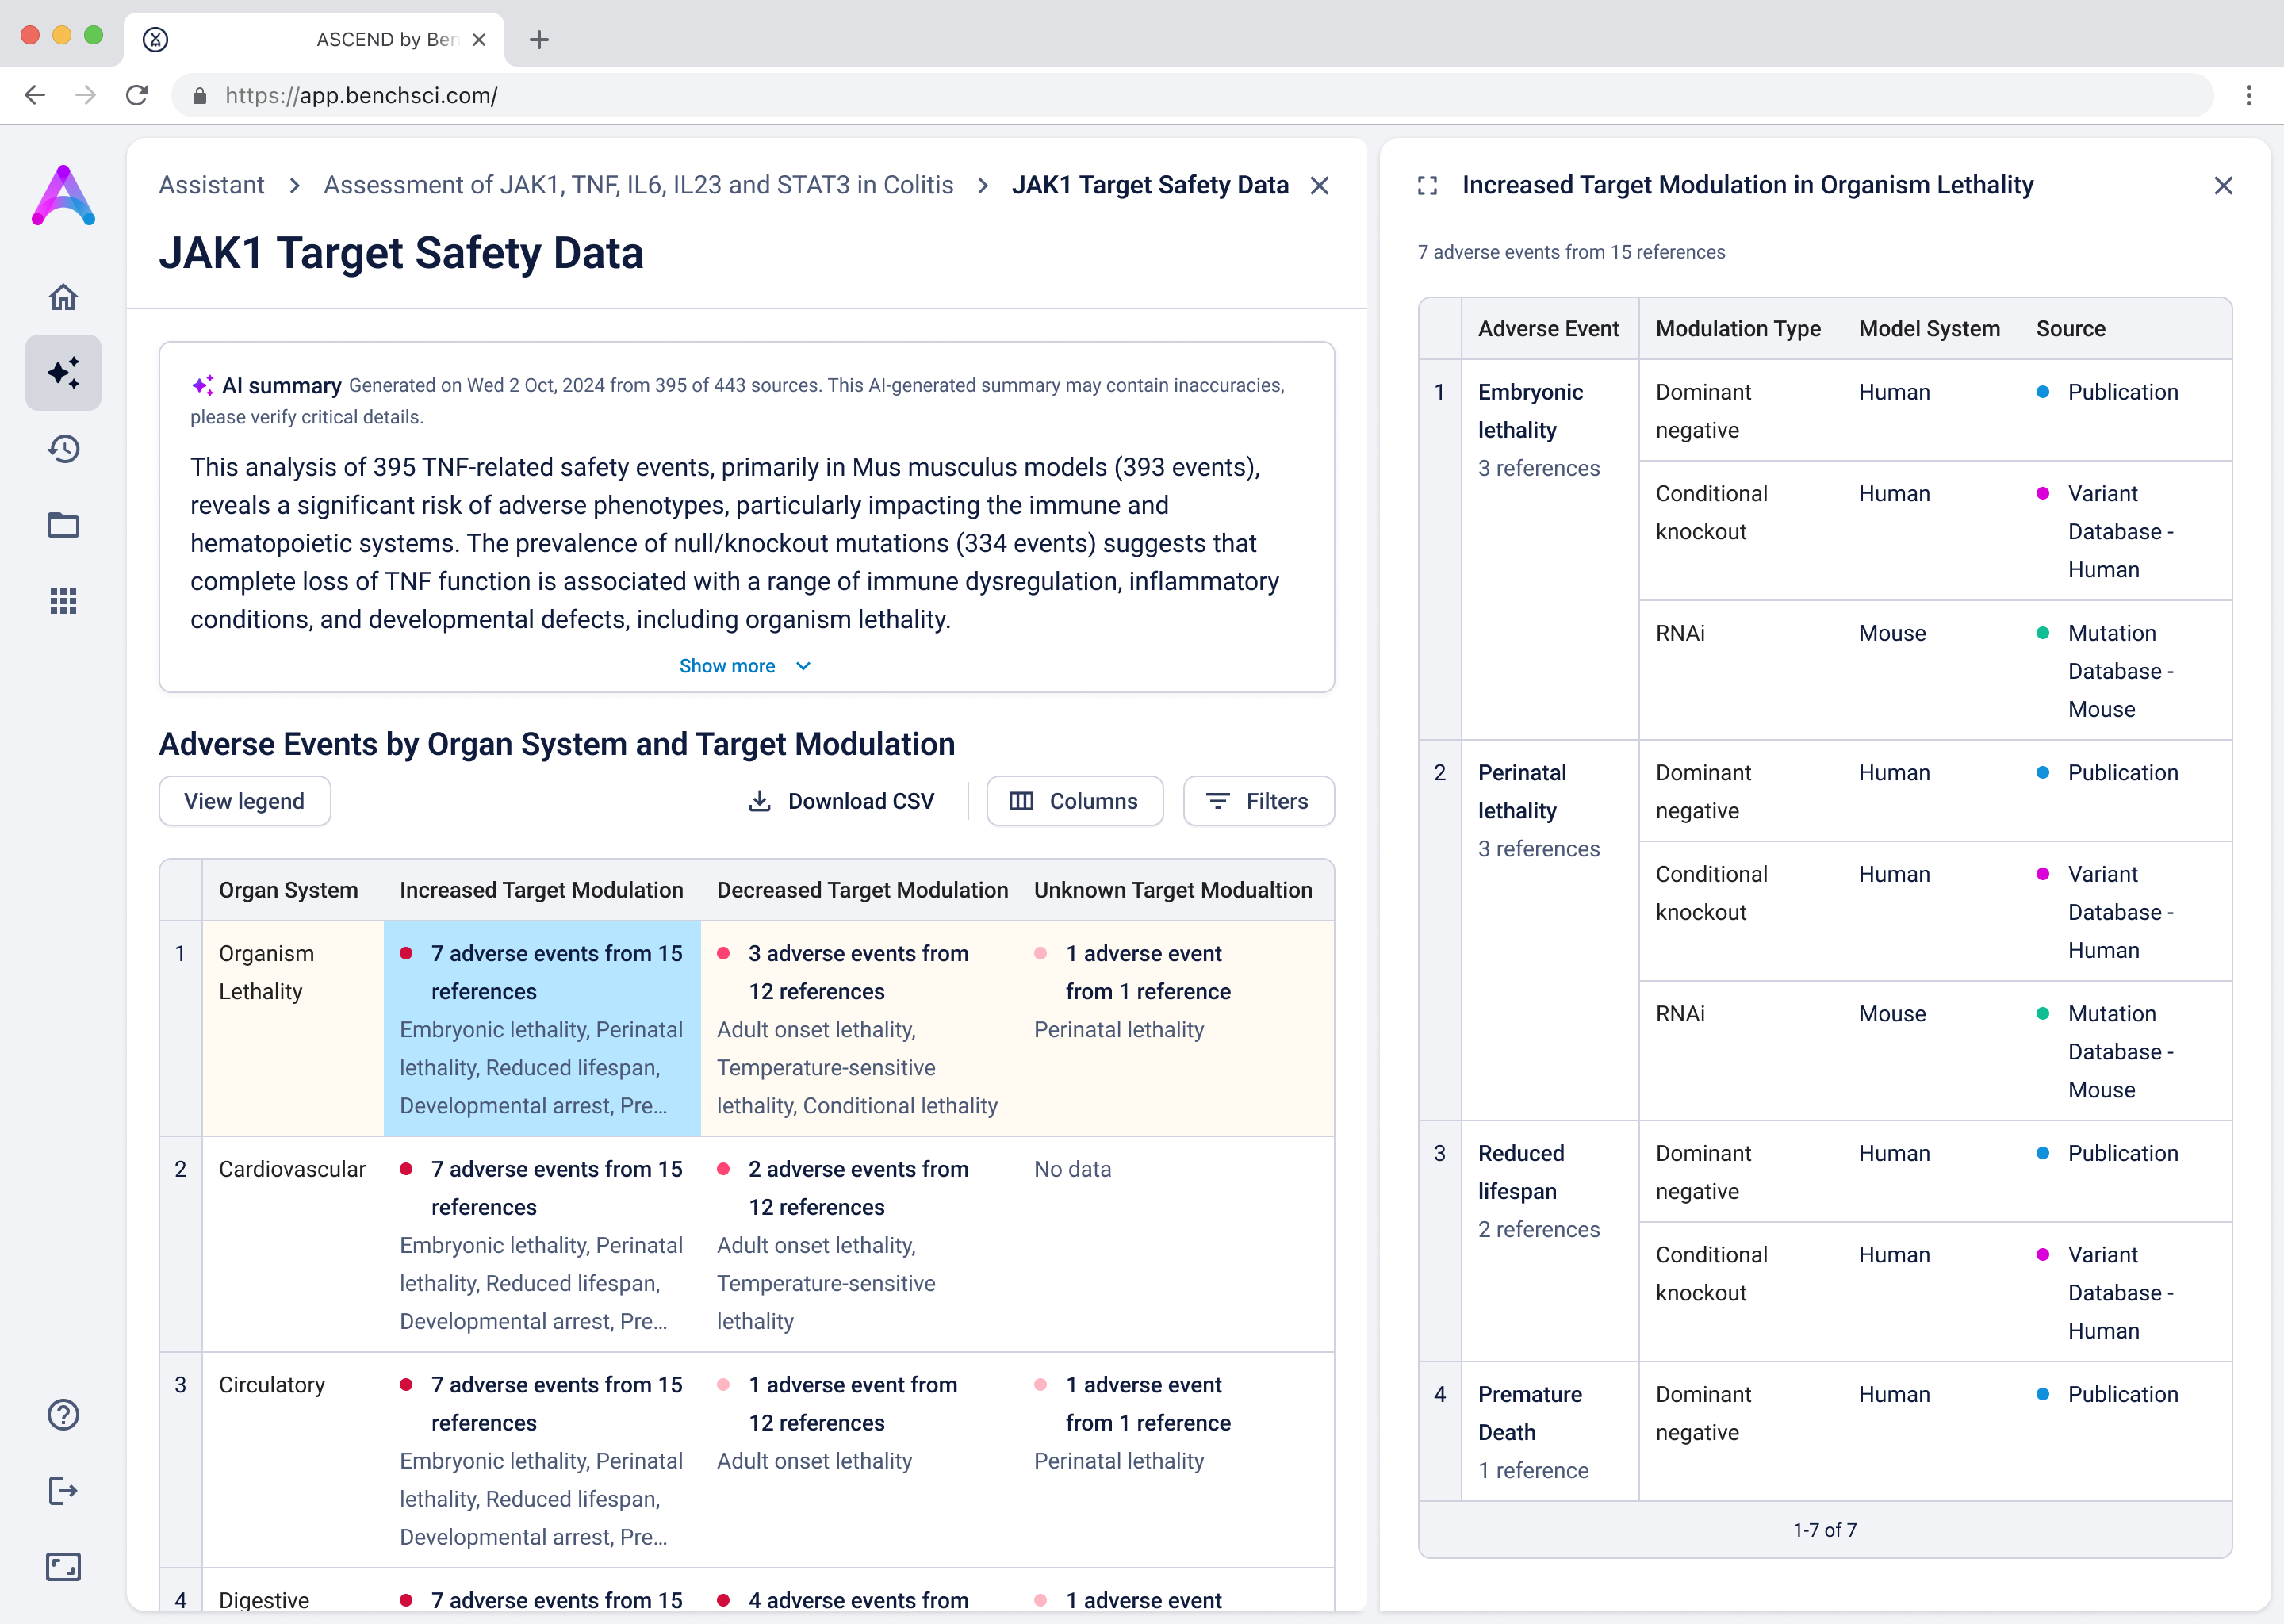 ASCEND by Ben
https://app.benchsci.com/
Assistant > Assessment of JAK1, TNF, IL6, IL23 and STAT3 in Colitis > JAK1 Target Safety Data
JAK1 Target Safety Data
AI summary Generated on Wed 2 Oct, 2024 from 395 of 443 sources. This AI-generated summary may contain inaccuracies,
please verify critical details.
This analysis of 395 TNF-related safety events, primarily in Mus musculus models (393 events),
reveals a significant risk of adverse phenotypes, particularly impacting the immune and
hematopoietic systems. The prevalence of null/knockout mutations (334 events) suggests that
complete loss of TNF function is associated with a range of immune dysregulation, inflammatory
conditions, and developmental defects, including organism lethality.
Show more
Adverse Events by Organ System and Target Modulation
View legend
Download CSV
Columns
Filters
Organ System
Increased Target Modulation
Decreased Target Modulation
Unknown Target Modualtion
1
Organism
Lethality
7 adverse events from 15
references
Embryonic lethality, Perinatal
lethality, Reduced lifespan,
Developmental arrest, Pre...
3 adverse events from
12 references
Adult onset lethality,
Temperature-sensitive
lethality, Conditional lethality
1 adverse event
from 1 reference
Perinatal lethality
2
Cardiovascular
7 adverse events from 15
references
Embryonic lethality, Perinatal
lethality, Reduced lifespan,
Developmental arrest, Pre...
2 adverse events from
12 references
Adult onset lethality,
Temperature-sensitive
lethality
No data
3
Circulatory
7 adverse events from 15
references
Embryonic lethality, Perinatal
lethality, Reduced lifespan,
Developmental arrest, Pre...
1 adverse event from
12 references
Adult onset lethality
1 adverse event
from 1 reference
Perinatal lethality
4
Digestive
7 adverse events from 15
4 adverse events from
1 adverse event
Increased Target Modulation in Organism Lethality
7 adverse events from 15 references
Adverse Event
Modulation Type
Model System
Source
1
Embryonic
lethality
3 references
Dominant
negative
Human
Publication
Conditional
knockout
Human
Variant
Database -
Human
RNAi
Mouse
Mutation
Database -
Mouse
2
Perinatal
lethality
3 references
Dominant
negative
Human
Publication
Conditional
knockout
Human
Variant
Database -
Human
RNAi
Mouse
Mutation
Database -
Mouse
3
Reduced
lifespan
2 references
Dominant
negative
Human
Publication
Conditional
knockout
Human
Variant
Database -
Human
4
Premature
Death
1 reference
Dominant
negative
Human
Publication
1-7 of 7